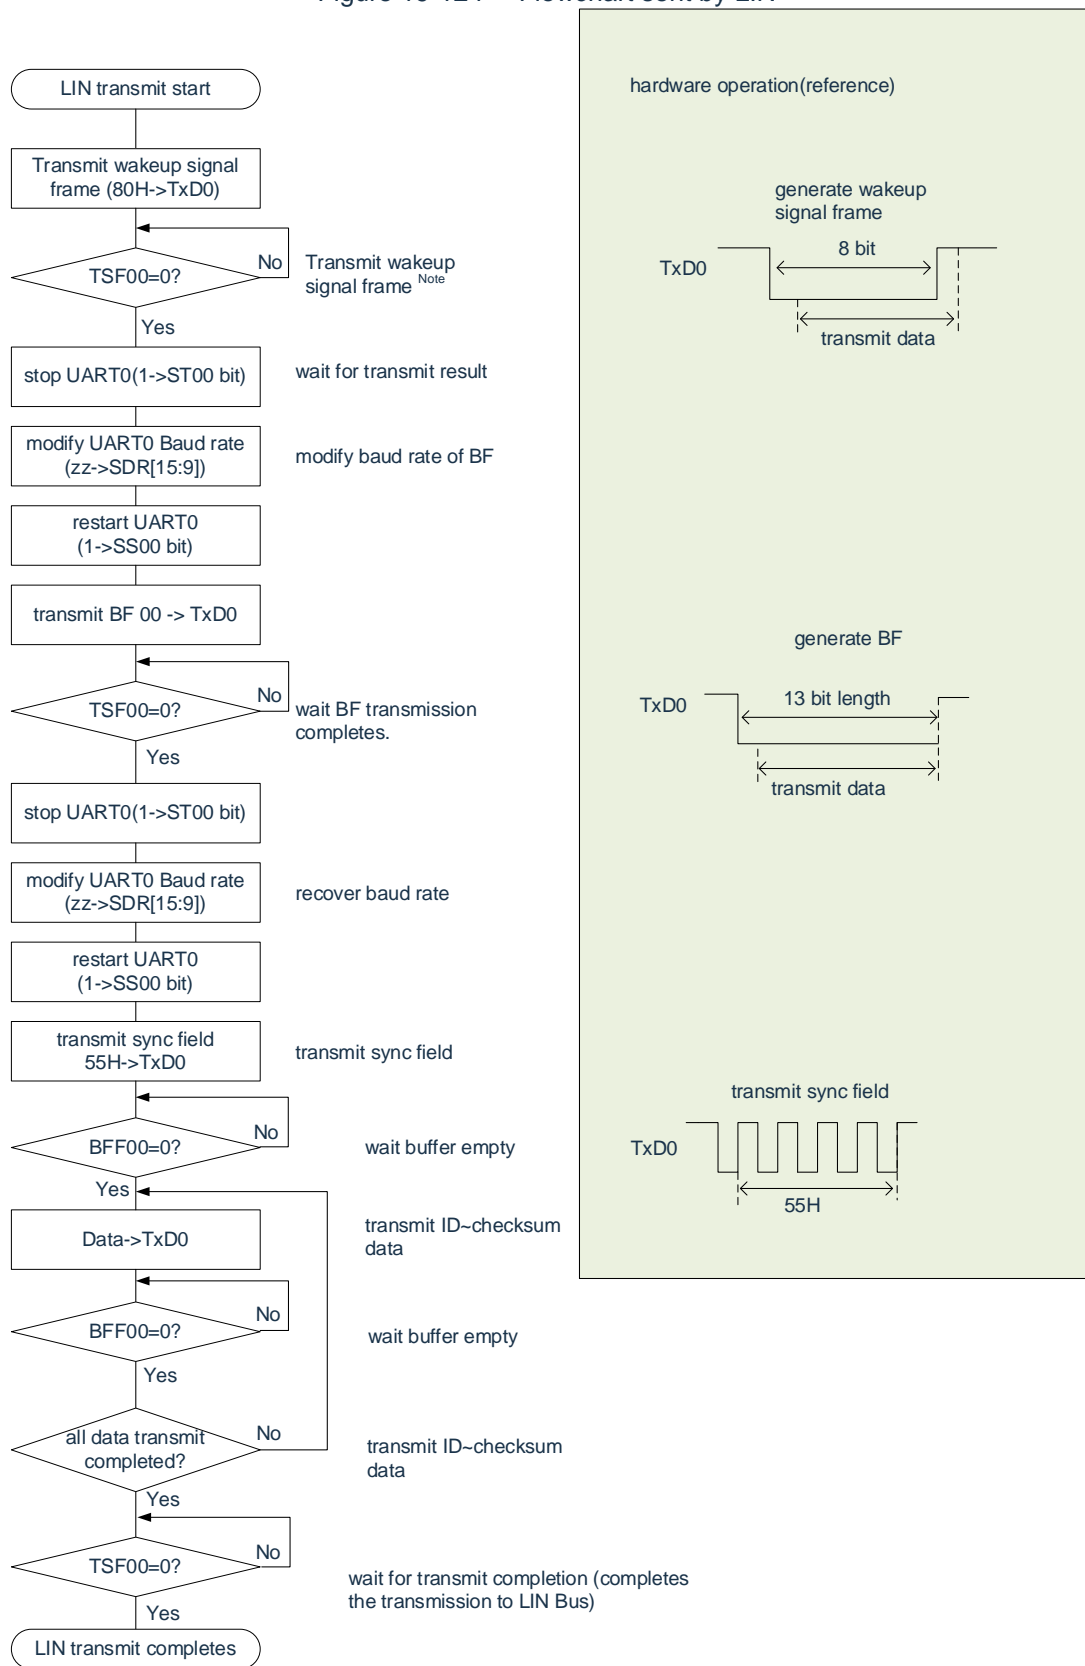 LIN transmit start
Transmit wakeup signal
frame (80H->TxD0)
TSF00=0?
No
Transmit wakeup
signal frame Note
Yes
stop UART0(1->ST00 bit)
wait for transmit result
modify UART0 Baud rate
(zz->SDR[15:9])
modify baud rate of BF
restart UART0
(1->SS00 bit)
transmit BF 00 -> TxD0
TSF00=0?
No
wait BF transmission
completes.
Yes
stop UART0(1->ST00 bit)
modify UART0 Baud rate
(zz->SDR[15:9])
recover baud rate
restart UART0
(1->SS00 bit)
transmit sync field
55H->TxD0
transmit sync field
BFF00=0?
No
wait buffer empty
Yes
Data->TxD0
transmit ID~checksum
data
BFF00=0?
No
wait buffer empty
Yes
all data transmit
completed?
No
transmit ID~checksum
data
Yes
TSF00=0?
No
wait for transmit completion (completes
the transmission to LIN Bus)
Yes
LIN transmit completes
hardware operation(reference)
generate wakeup
signal frame
TxD0
8 bit
transmit data
generate BF
TxD0
13 bit length
transmit data
transmit sync field
TxD0
55H